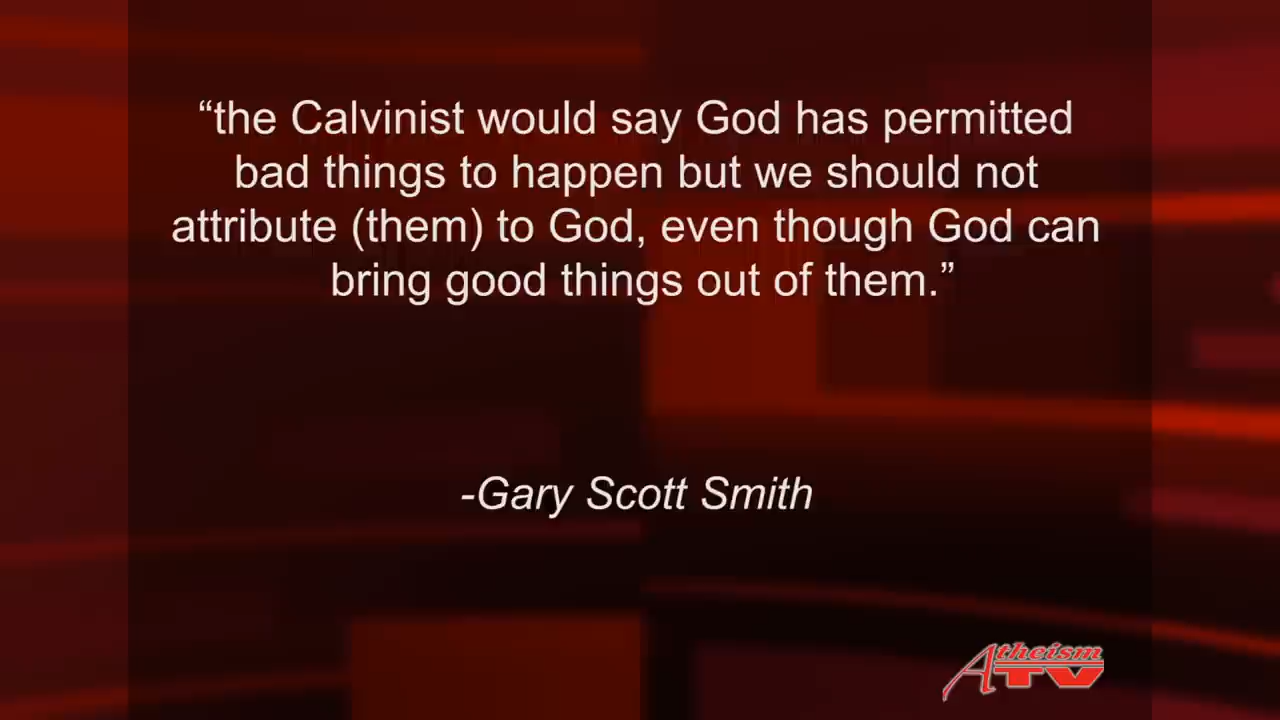 “the Calvinist would say God has permitted
bad things to happen but we should not
attribute (them) to God, even though God can
bring good things out of them.”
-Gary Scott Smith
Atheism
TV